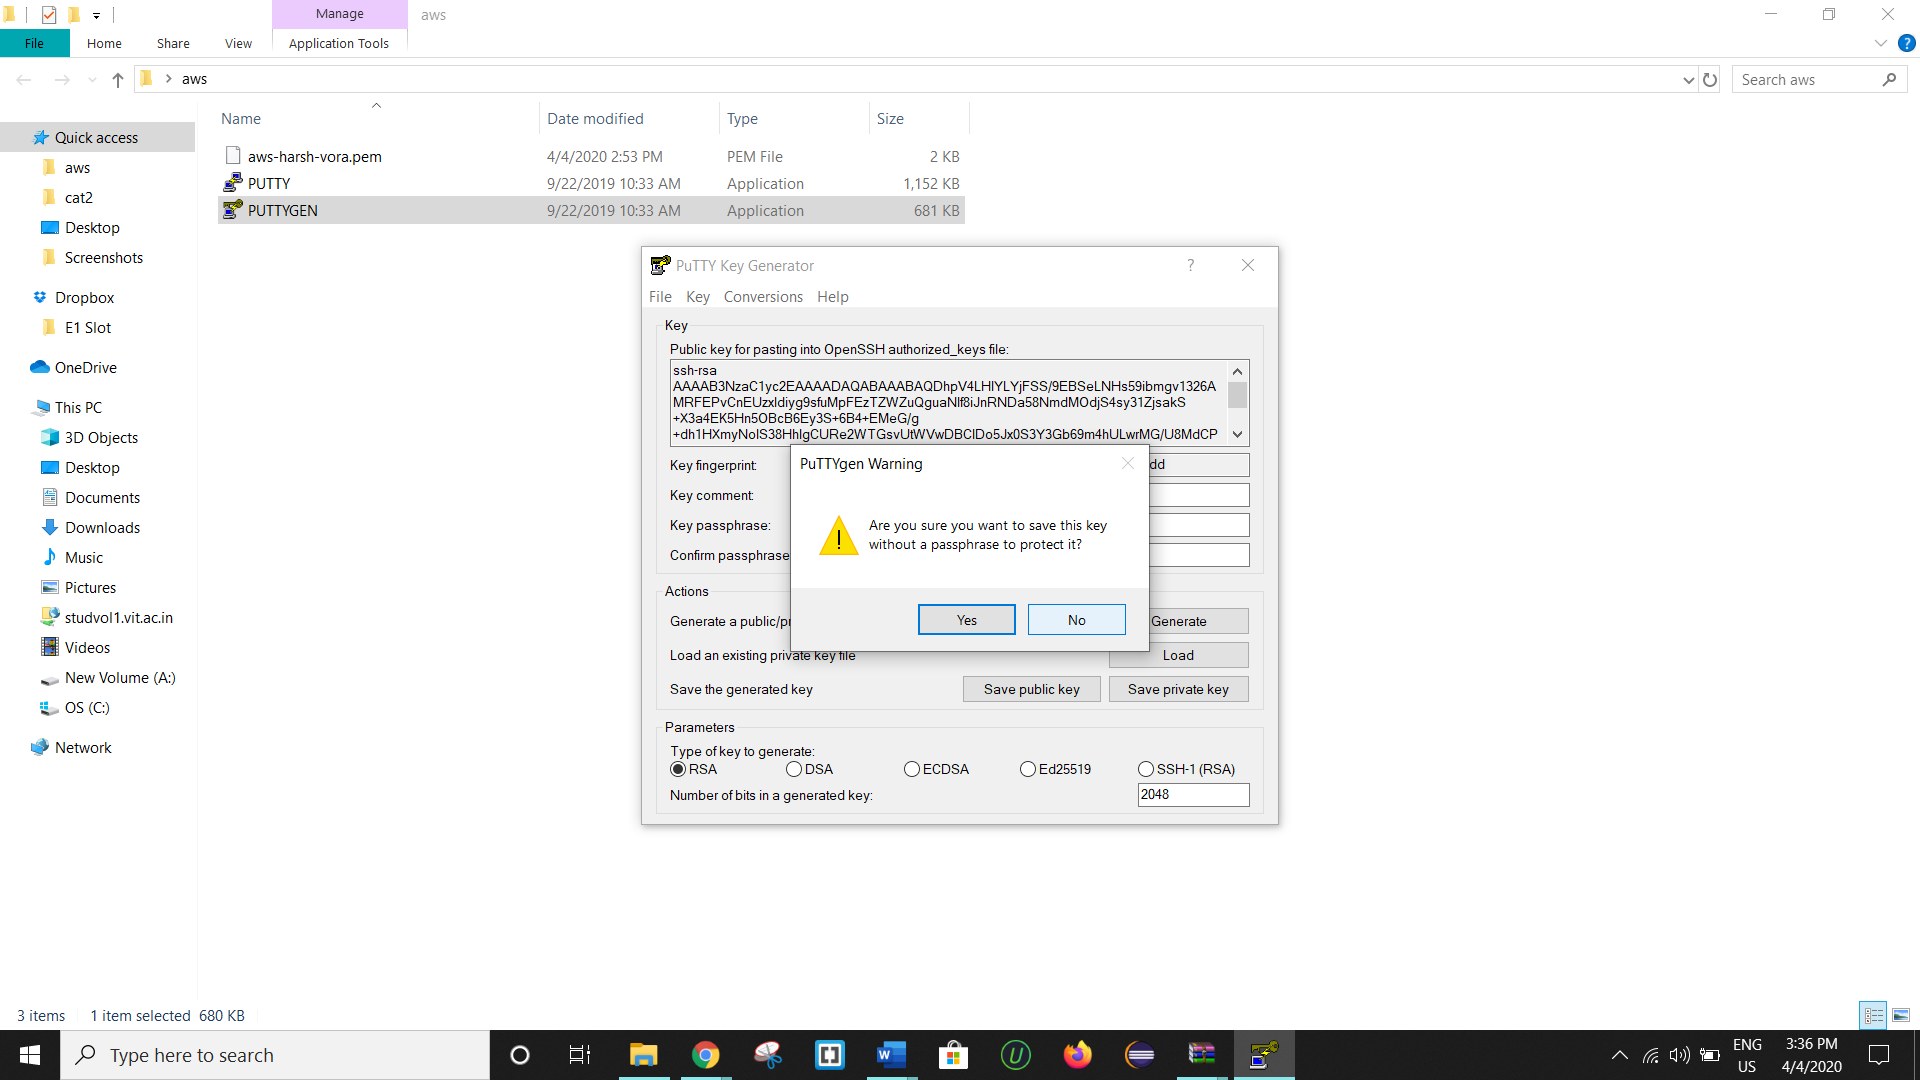 Manage
aws
File
Home
Share
View
Application Tools
?
aws
Search aws
Name
Date modified
Type
Size
Quick access
aws
cat2
Desktop
Screenshots
Dropbox
E1 Slot
OneDrive
This PC
3D Objects
Desktop
Documents
Downloads
Music
Pictures
studvol1.vit.ac.in
Videos
New Volume (A:)
OS (C:)
Network
aws-harsh-vora.pem 4/4/2020 2:53 PM PEM File 2 KB
PUTTY 9/22/2019 10:33 AM Application 1,152 KB
PUTTYGEN 9/22/2019 10:33 AM Application 681 KB
PuTTY Key Generator
?
File Key Conversions Help
Key
Public key for pasting into OpenSSH authorized_keys file:
ssh-rsa
Key fingerprint:
dd
Key comment:
Key passphrase:
Confirm passphrase
PuTTYgen Warning
Are you sure you want to save this key
without a passphrase to protect it?
Yes
No
Actions
Generate a public/pr
Generate
Load an existing private key file
Load
Save the generated key
Save public key
Save private key
Parameters
Type of key to generate:
RSA DSA ECDSA Ed25519 SSH-1 (RSA)
Number of bits in a generated key:
2048
3 items 1 item selected 680 KB
Type here to search
ENG
US
3:36 PM
4/4/2020